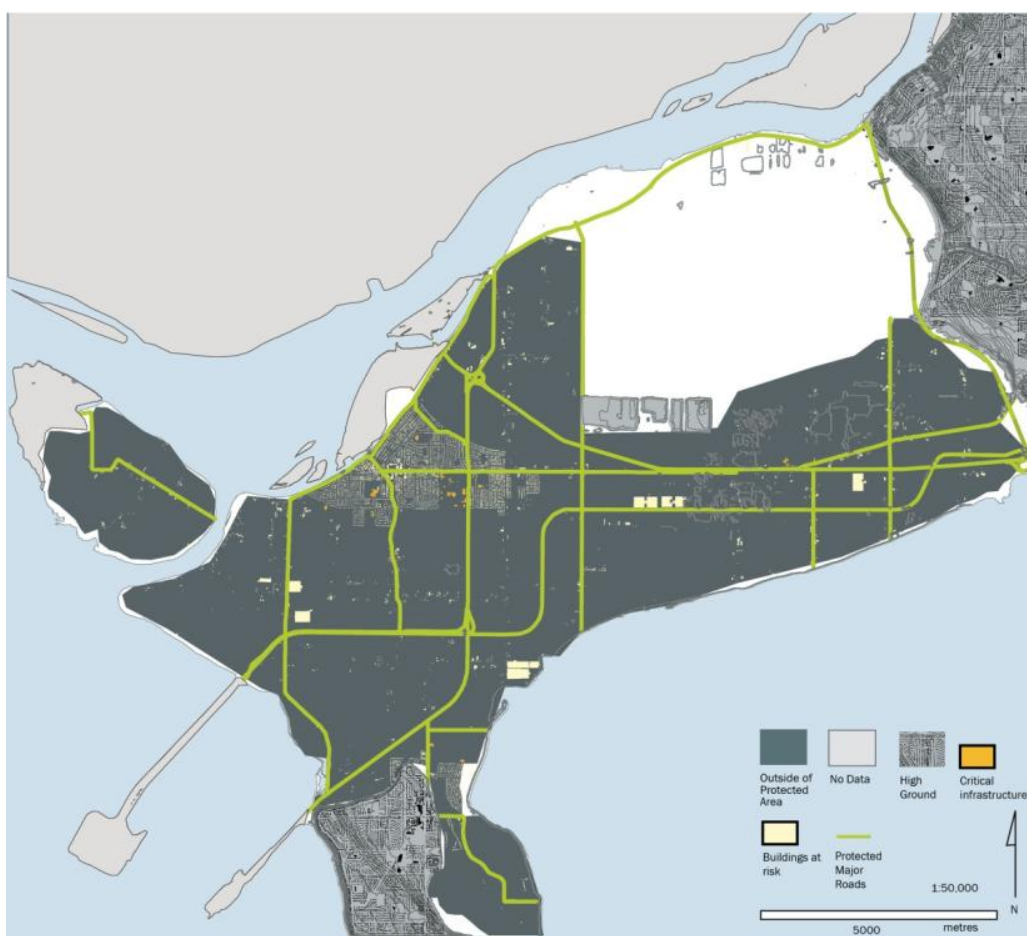 Outside of
Protected
Area
No Data
High
Ground
Critical
infrastructure
Buildings at
risk
Protected
Major
Roads
1:50,000
N
5000
metres